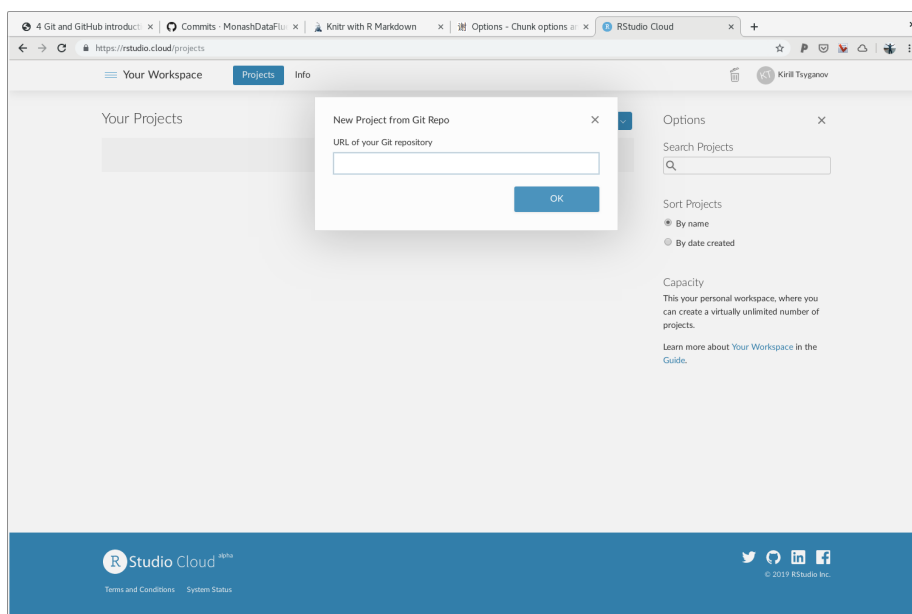 4 Git and GitHub introducti
Commits - MonashDataFlu
Knitr with R Markdown
Options - Chunk options an
RStudio Cloud
https://rstudio.cloud/projects
Your Workspace
Projects
Info
KT
Kirill Tsyganov
Your Projects
New Project from Git Repo
URL of your Git repository
OK
Options
Search Projects
Sort Projects
By name
By date created
Capacity
This your personal workspace, where you
can create a virtually unlimited number of
projects.
Learn more about Your Workspace in the
Guide.
R Studio Cloud alpha
Terms and Conditions System Status
© 2019 RStudio Inc.